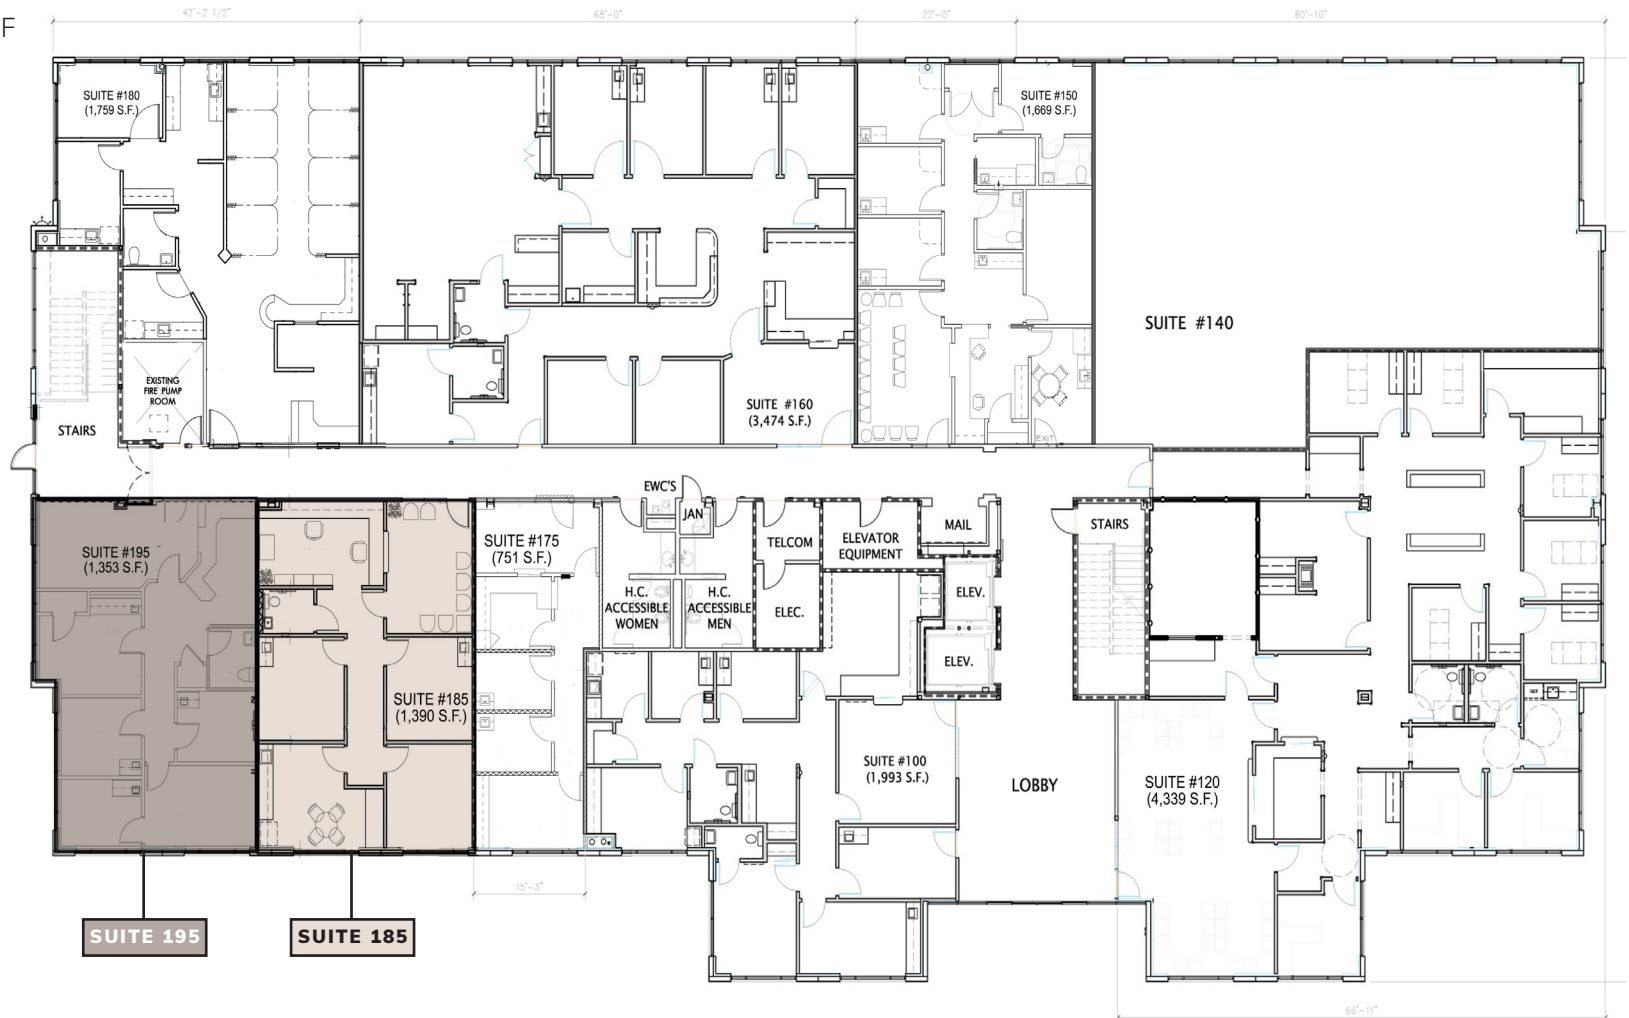 F
42'-2 1/2"
68'-0"
22'-0"
80'-10"
SUITE #180
(1,759 S.F.)
SUITE #150
(1,669 S.F.)
SUITE #140
EXISTING
FIRE PUMP
ROOM
SUITE #160
(3,474 S.F.)
STAIRS
EXIT
EWC'S
JAN
MAIL
STAIRS
SUITE #195
(1,353 S.F.)
SUITE #175
(751 S.F.)
TELCOM
ELEVATOR
EQUIPMENT
H.C.
ACCESSIBLE
WOMEN
H.C.
ACCESSIBLE
MEN
ELEC.
ELEV.
ELEV.
SUITE #185
(1,390 S.F.)
REF
SUITE #100
(1,993 S.F.)
LOBBY
SUITE #120
(4,339 S.F.)
15'-3"
SUITE 195
SUITE 185
66'-11"